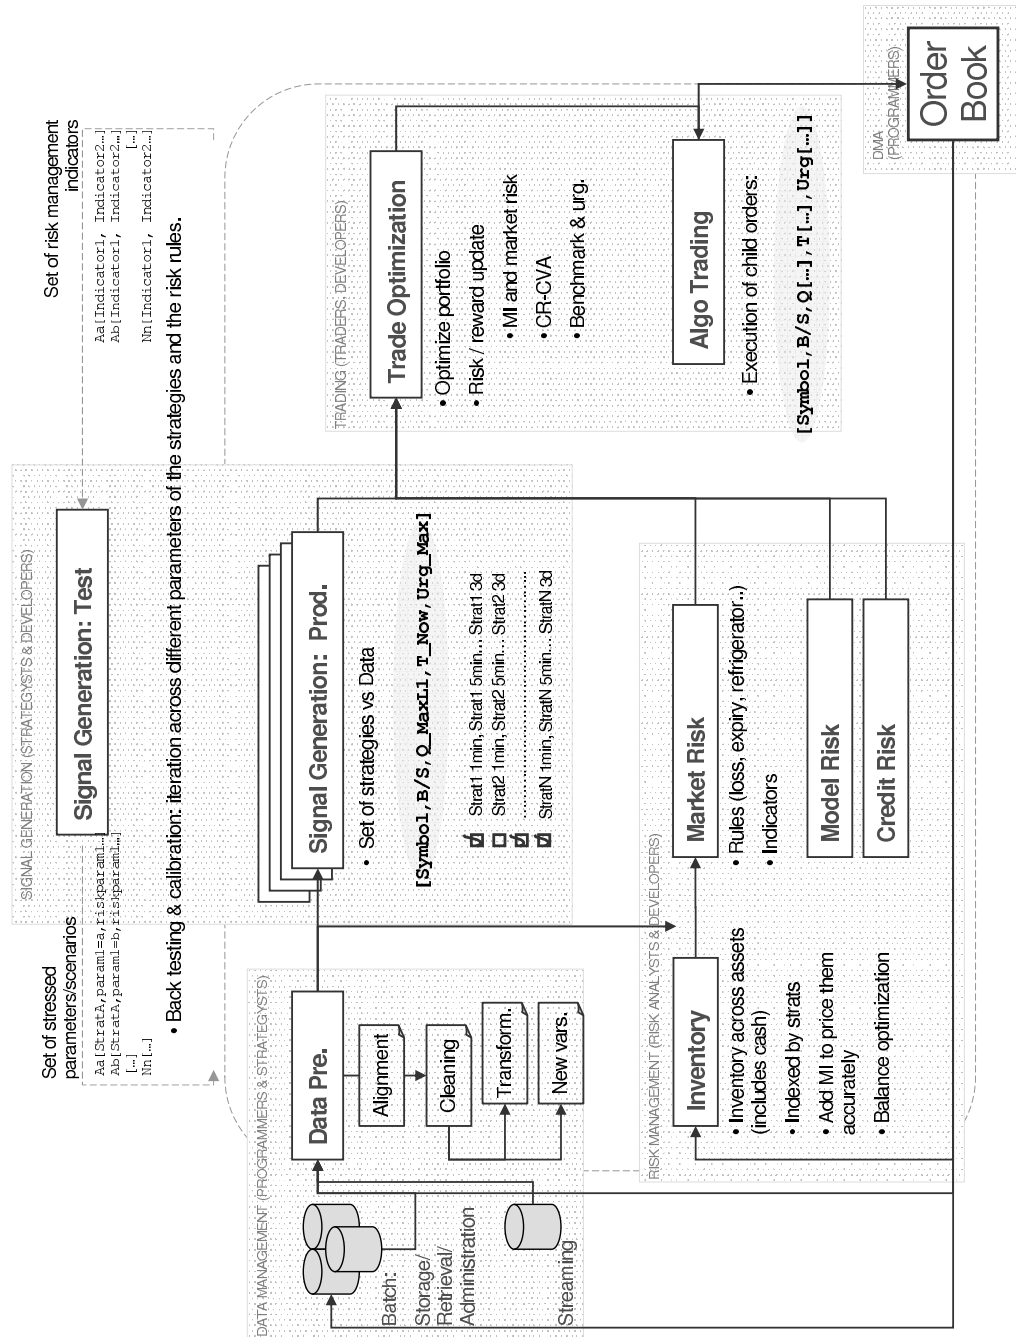 Set of stressed
parameters/scenarios
Aa[StratA,param1=a,riskparam1…]
Ab[StratA,param1=b,riskparam1…
[…]
Nn[…]
Set of risk management
indicators
Aa[Indicator1, Indicator2…]
Ab[Indicator1, Indicator2…]
[…]
Nn[Indicator1, Indicator2…]
SIGNAL GENERATION (STRATEGYSTS & DEVELOPERS)
Signal Generation: Test
• Back testing & calibration: iteration across different parameters of the strategies and the risk rules.
Signal Generation: Prod.
• Set of strategies vs Data
[Symbol,B/S,Q_MaxL1,T_Now,Urg_Max]
Strat1 1min, Strat1 5min… Strat1 3d
Strat2 1min, Strat2 5min… Strat2 3d
StratN 1min, StratN 5min… StratN 3d
DATA MANAGEMENT (PROGRAMMERS & STRATEGYSTS)
Batch:
Storage/
Retrieval/
Administration
Streaming
Data Pre.
Alignment
Cleaning
Transform.
New vars.
TRADING (TRADERS, DEVELOPERS)
Trade Optimization
• Optimize portfolio
• Risk / reward update
• MI and market risk
• CR-CVA
• Benchmark & urg.
Algo Trading
• Execution of child orders:
[Symbol,B/S,Q[…],T[…],Urg[…]]
RISK MANAGEMENT (RISK ANALYSTS & DEVELOPERS)
Inventory
• Inventory across assets
(includes cash)
• Indexed by stats
• Add MI to price them
accurately
• Balance optimization
Market Risk
• Rules (loss, expiry, refrigerator..)
• Indicators
Model Risk
Credit Risk
DMA
(PROGRAMMERS)
Order
Book